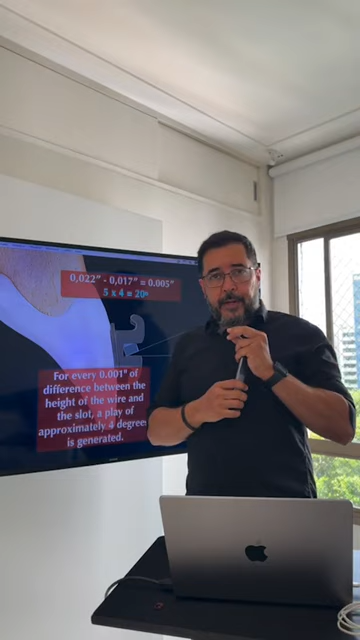 0,022” - 0,017” = 0.005”
5 x 4 = 20º
For every 0.001" of
difference between the
height of the wire and
the slot, a play of
approximately 4 degrees
is generated.